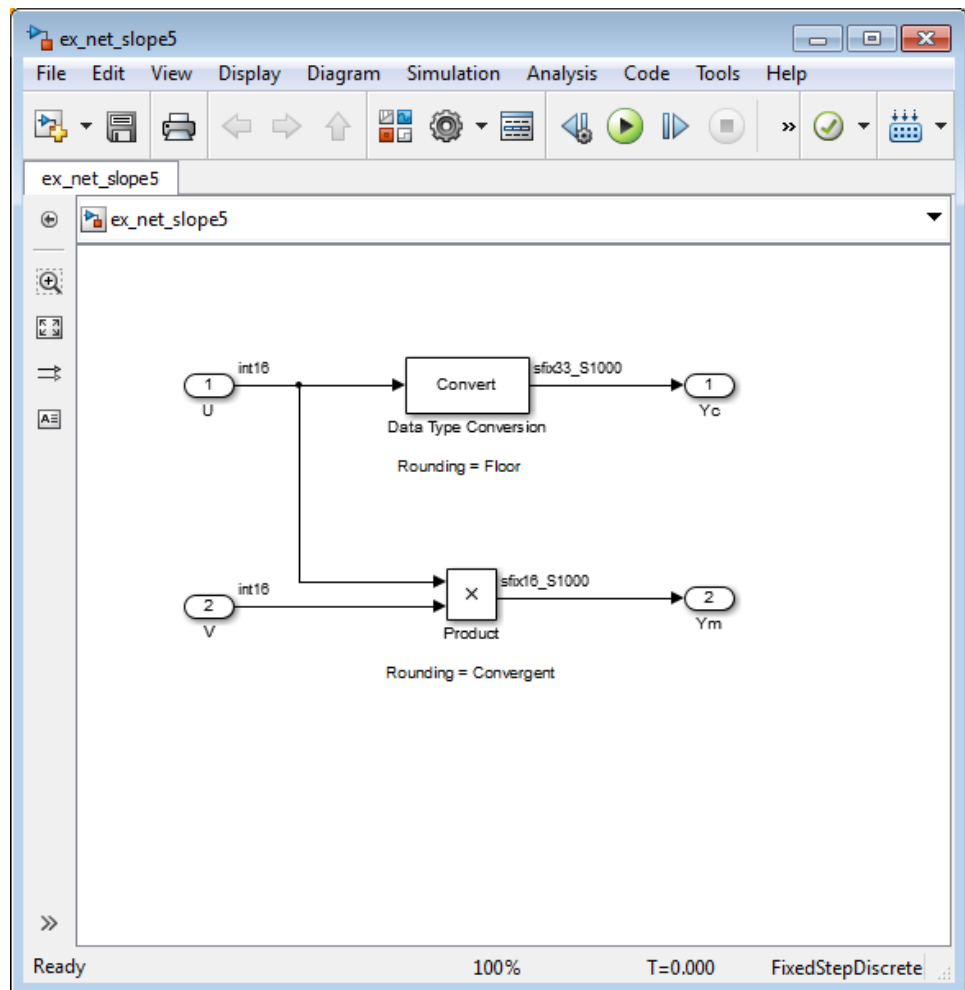 ex_net_slope5
File Edit View Display Diagram Simulation Analysis Code Tools Help
»
ex_net_slope5
ex_net_slope5
int16
1
U
Convert
Data Type Conversion
sfix33_S1000
1
Yc
Rounding = Floor
int16
2
V
×
Product
sfix16_S1000
2
Ym
Rounding = Convergent
»
Ready 100% T=0.000 FixedStepDiscrete